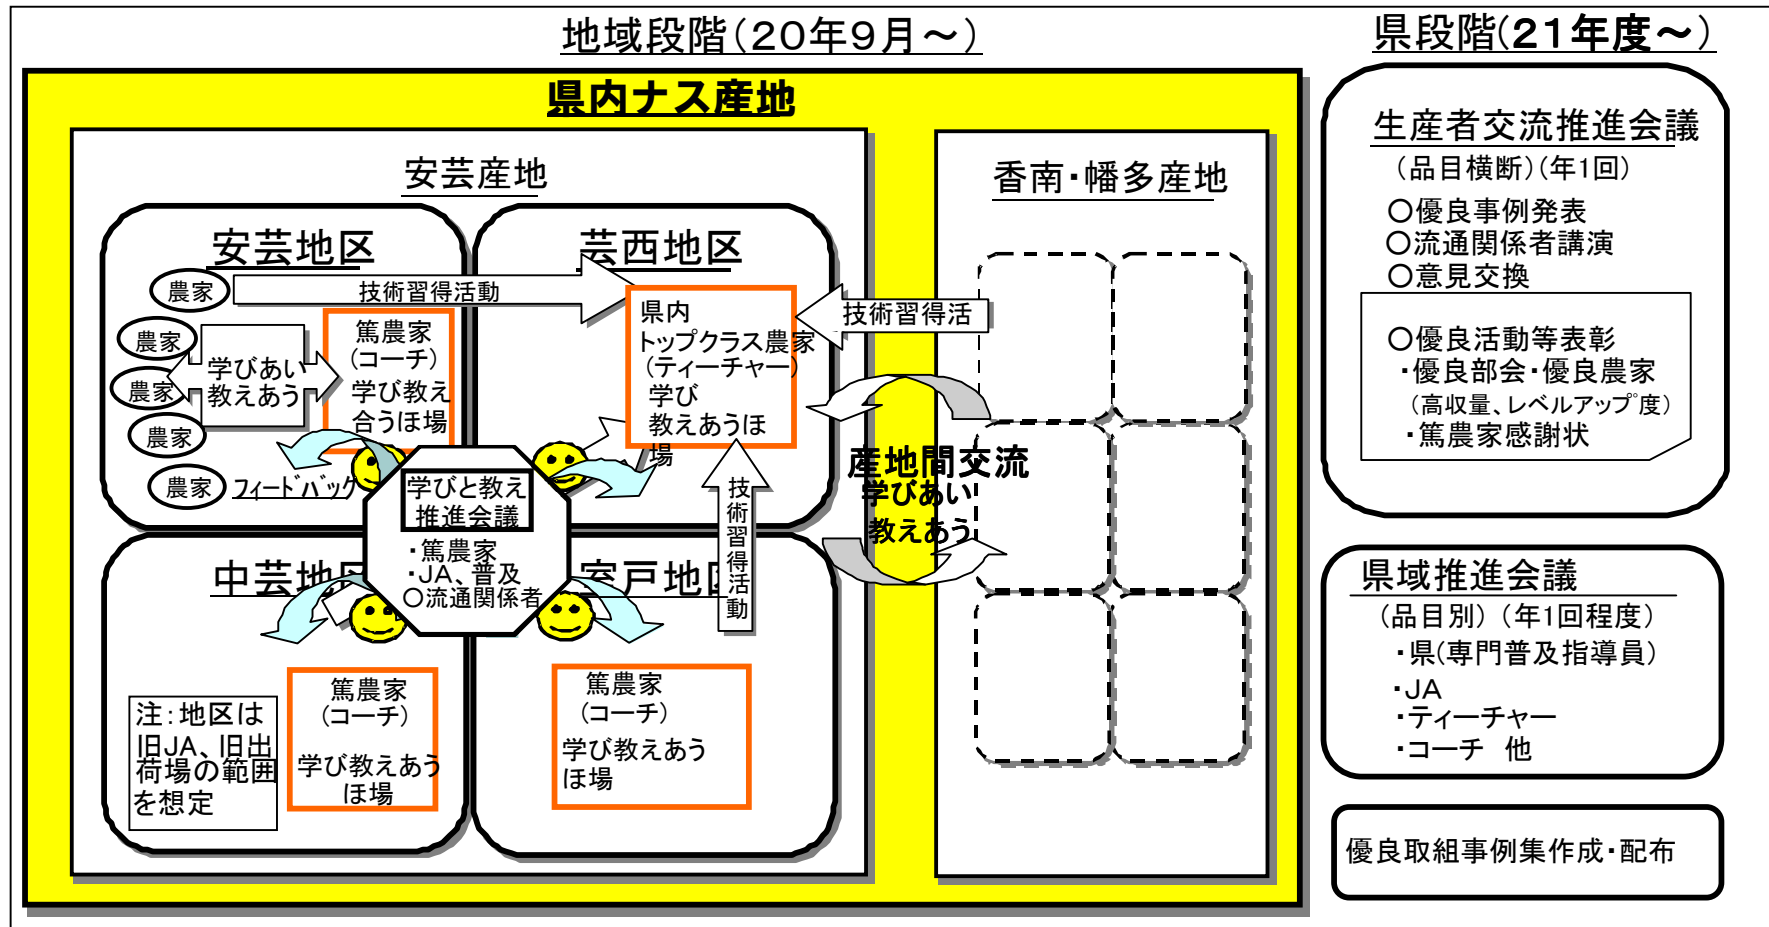 地域段階(20年9月～)
県内ナス産地
安芸産地
安芸地区
農家
農家
農家
農家
農家
技術習得活動
学びあい
教えあう
篤農家
(コーチ)
学び教え
合うほ場
フィードバック
芸西地区
県内
トップクラス農家
(ティーチャー)
学び
教えあうほ
場
技術習得活動
学びと教え
推進会議
・篤農家
・JA、普及
○流通関係者
中芸地区
注：地区は
旧JA、旧出
荷場の範囲
を想定
篤農家
(コーチ)
学び教えあう
ほ場
室戸地区
篤農家
(コーチ)
学び教えあう
ほ場
香南・幡多産地
技術習得活
産地間交流
学びあい
教えあう
県段階(21年度～)
生産者交流推進会議
(品目横断)(年1回)
○優良事例発表
○流通関係者講演
○意見交換
○優良活動等表彰
・優良部会・優良農家
(高収量、レベルアップ度)
・篤農家感謝状
県域推進会議
(品目別) (年1回程度)
・県(専門普及指導員)
・JA
・ティーチャー
・コーチ 他
優良取組事例集作成・配布